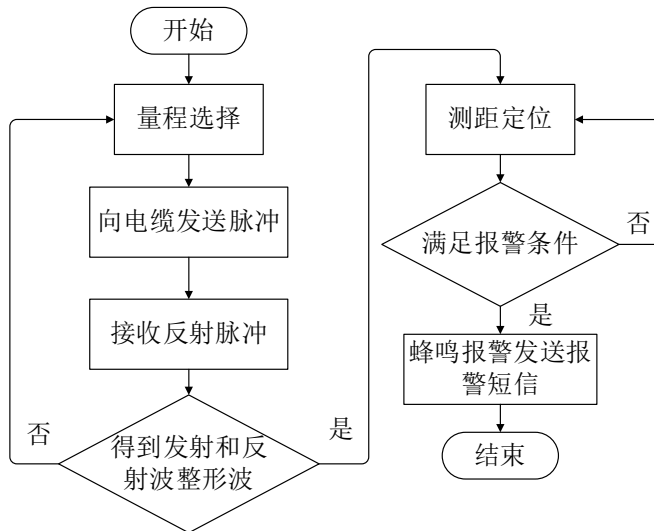 开始
量程选择
向电缆发送脉冲
接收反射脉冲
得到发射和反
射波整形波
否
是
测距定位
满足报警条件
否
是
蜂鸣报警发送报
警短信
结束